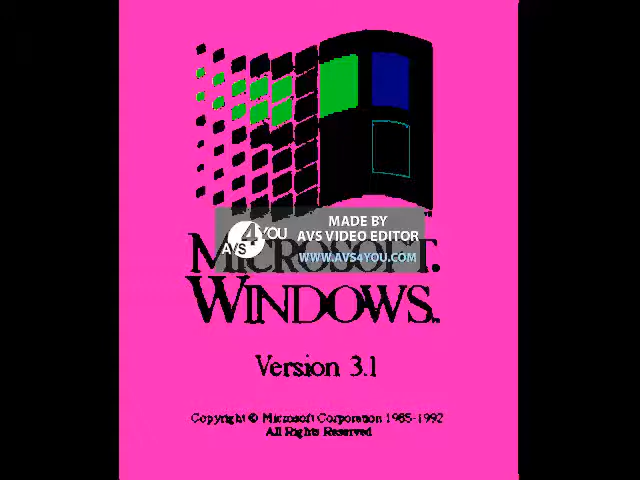 AVS4YOU
MADE BY
AVS VIDEO EDITOR
WWW.AVS4YOU.COM
MICROSOFT.
WINDOWS™
Version 3.1
Copyright © Microsoft Corporation 1985-1992
All Rights Reserved